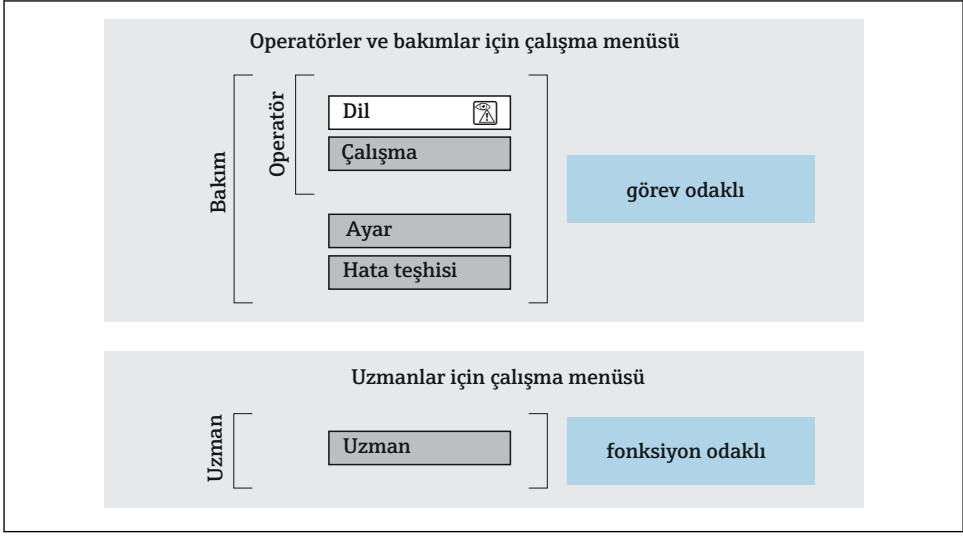 Operatörler ve bakımlar için çalışma menüsü
Bakım
Operatör
Dil
Çalışma
Ayar
Hata teşhisi
görev odaklı
Uzmanlar için çalışma menüsü
Uzman
Uzman
fonksiyon odaklı